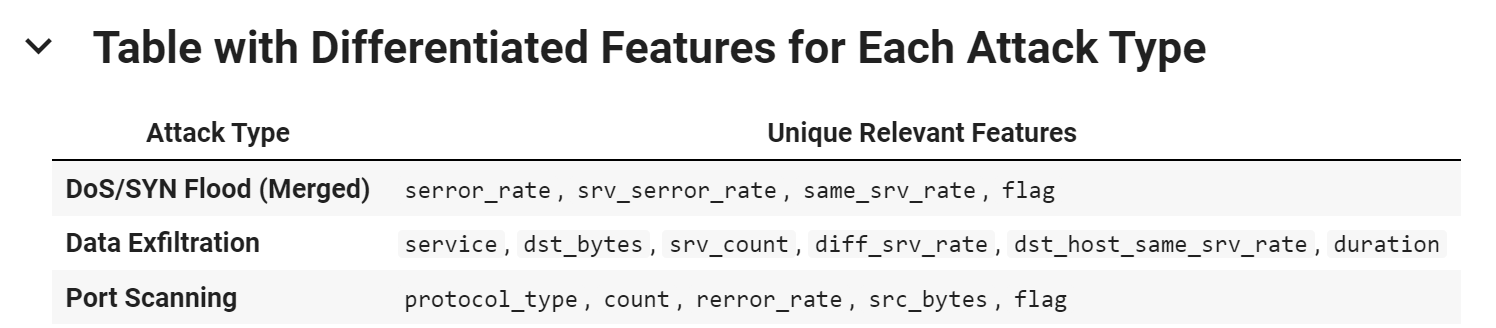 Table with Differentiated Features for Each Attack Type
Attack Type Unique Relevant Features
DoS/SYN Flood (Merged) serror_rate, srv_serror_rate, same_srv_rate, flag
Data Exfiltration service, dst_bytes, srv_count, diff_srv_rate, dst_host_same_srv_rate, duration
Port Scanning protocol_type, count, rerror_rate, src_bytes, flag